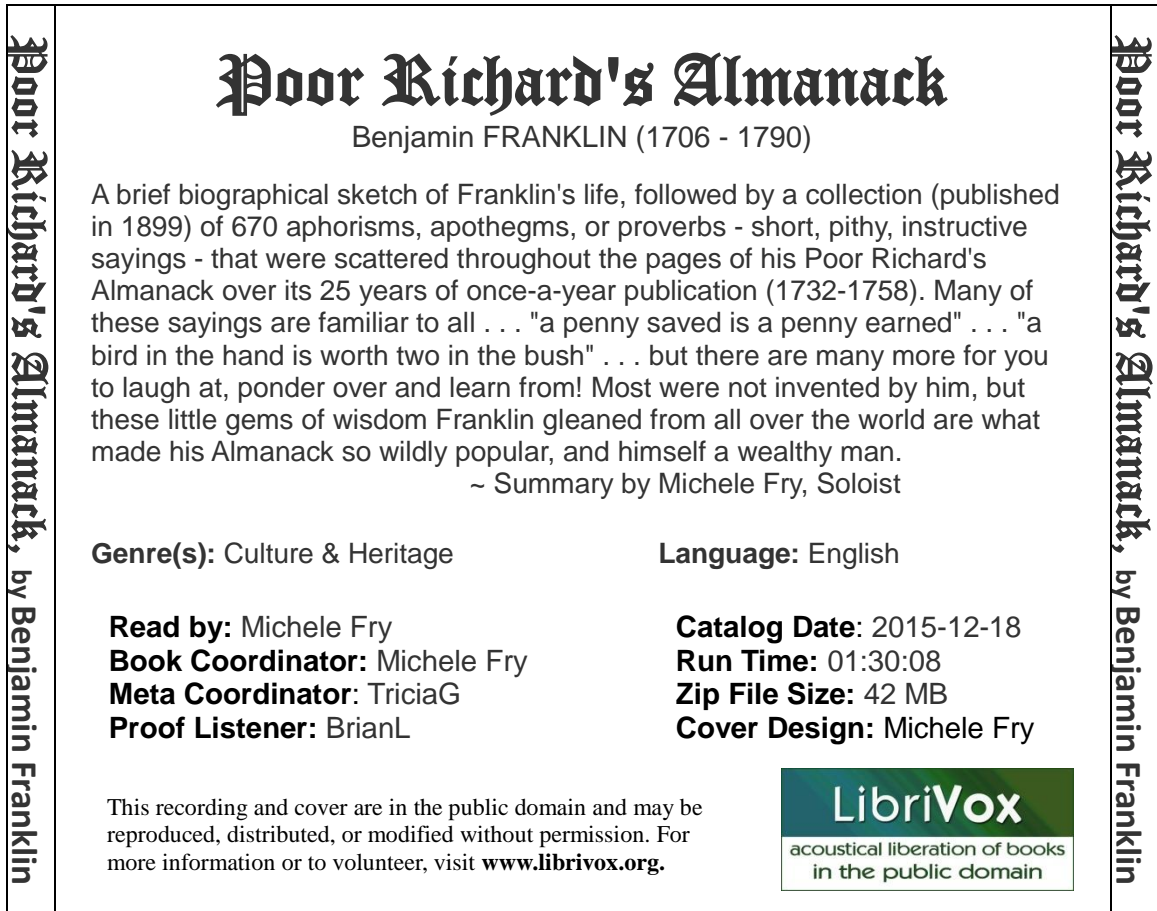 Poor Richard's Almanack, by Benjamin Franklin
Poor Richard's Almanack
Benjamin FRANKLIN (1706 - 1790)
A brief biographical sketch of Franklin's life, followed by a collection (published
in 1899) of 670 aphorisms, apothegms, or proverbs - short, pithy, instructive
sayings - that were scattered throughout the pages of his Poor Richard's
Almanack over its 25 years of once-a-year publication (1732-1758). Many of
these sayings are familiar to all . . . "a penny saved is a penny earned" . . . "a
bird in the hand is worth two in the bush" . . . but there are many more for you
to laugh at, ponder over and learn from! Most were not invented by him, but
these little gems of wisdom Franklin gleaned from all over the world are what
made his Almanack so wildly popular, and himself a wealthy man.
~ Summary by Michele Fry, Soloist
Genre(s): Culture & Heritage
Language: English
Read by: Michele Fry
Book Coordinator: Michele Fry
Meta Coordinator: TriciaG
Proof Listener: BrianL
Catalog Date: 2015-12-18
Run Time: 01:30:08
Zip File Size: 42 MB
Cover Design: Michele Fry
This recording and cover are in the public domain and may be
reproduced, distributed, or modified without permission. For
more information or to volunteer, visit www.librivox.org.
LibriVox
acoustical liberation of books
in the public domain
Poor Richard's Almanack, by Benjamin Franklin